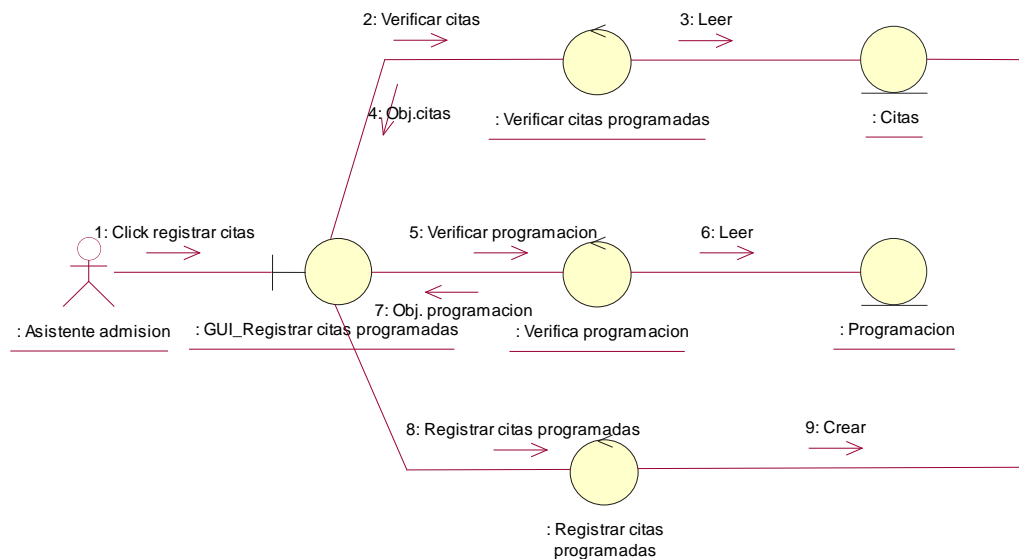 2: Verificar citas
3: Leer
4: Obj.citas
: Verificar citas programadas
: Citas
1: Click registrar citas
5: Verificar programacion
6: Leer
7: Obj. programacion
: Asistente admision
: GUI_Registrar citas programadas
: Verifica programacion
: Programacion
8: Registrar citas programadas
9: Crear
: Registrar citas
programadas